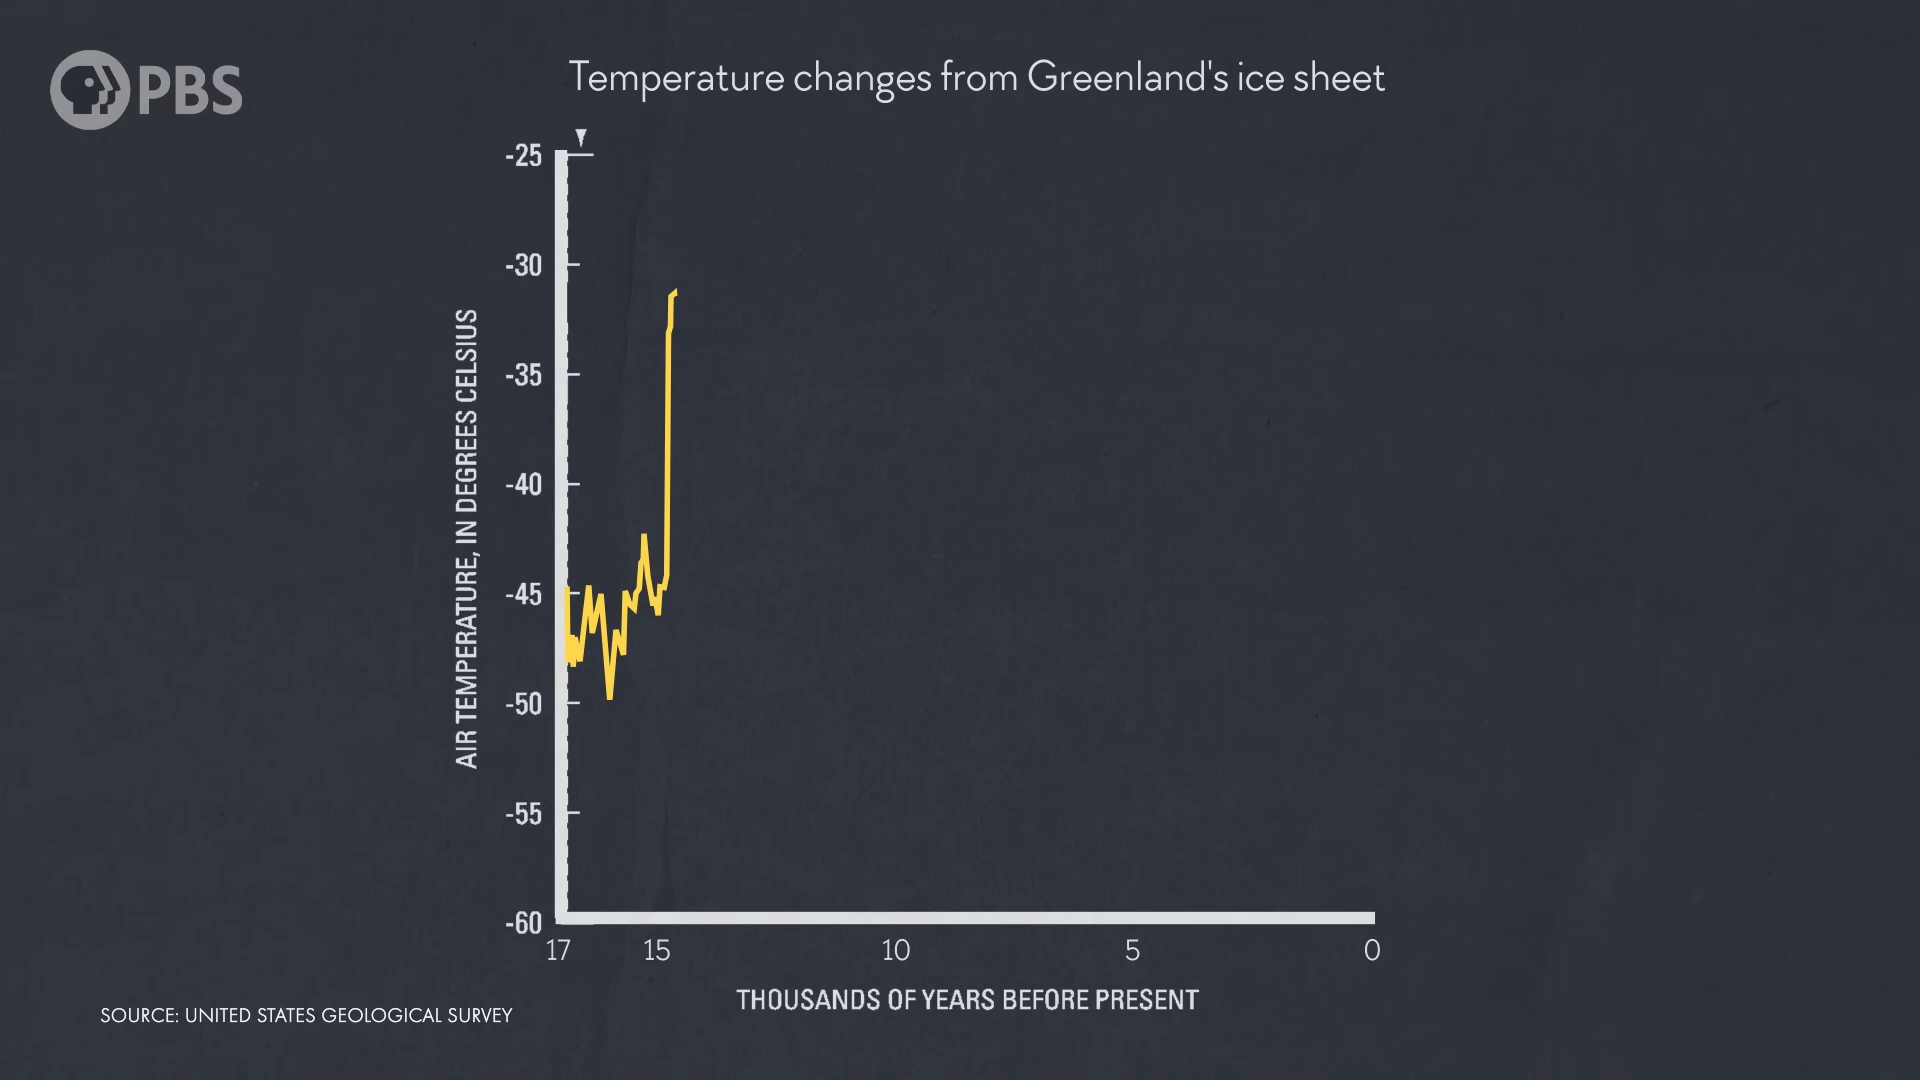 PBS
Temperature changes from Greenland's ice sheet
-25
-30
-35
-40
-45
-50
-55
-60
AIR TEMPERATURE, IN DEGREES CELSIUS
17 15 10 5 0
THOUSANDS OF YEARS BEFORE PRESENT
SOURCE: UNITED STATES GEOLOGICAL SURVEY